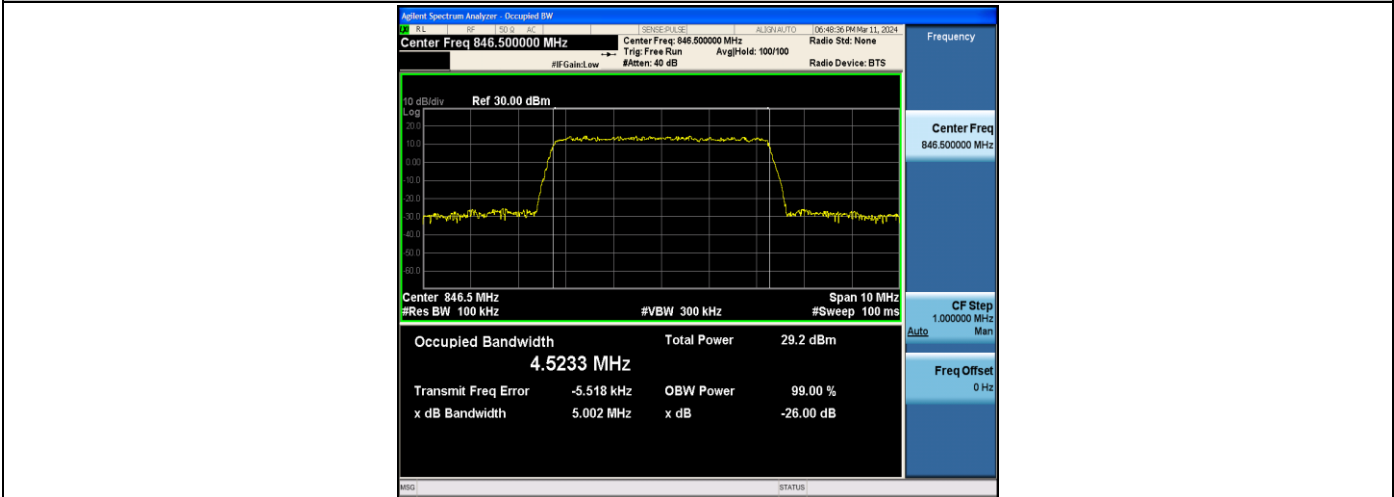 Agilent Spectrum Analyzer - Occupied BW
RL RF 50 Ω AC SENSE:PULSE ALIGN AUTO 06:48:36 PM Mar 11, 2024
Center Freq 846.500000 MHz
Center Freq: 846.500000 MHz Radio Std: None
Trig: Free Run Avg|Hold: 100/100
#IFGain:Low #Atten: 40 dB Radio Device: BTS
Frequency
10 dB/div Ref 30.00 dBm
Log
20.0
10.0
0.00
-10.0
-20.0
-30.0
-40.0
-50.0
-60.0
Center Freq
846.500000 MHz
Center 846.5 MHz Span 10 MHz
#Res BW 100 kHz #VBW 300 kHz #Sweep 100 ms
CF Step
1.000000 MHz
Auto Man
Occupied Bandwidth Total Power 29.2 dBm
4.5233 MHz
Transmit Freq Error -5.518 kHz OBW Power 99.00 %
x dB Bandwidth 5.002 MHz x dB -26.00 dB
Freq Offset
0 Hz
MSG STATUS